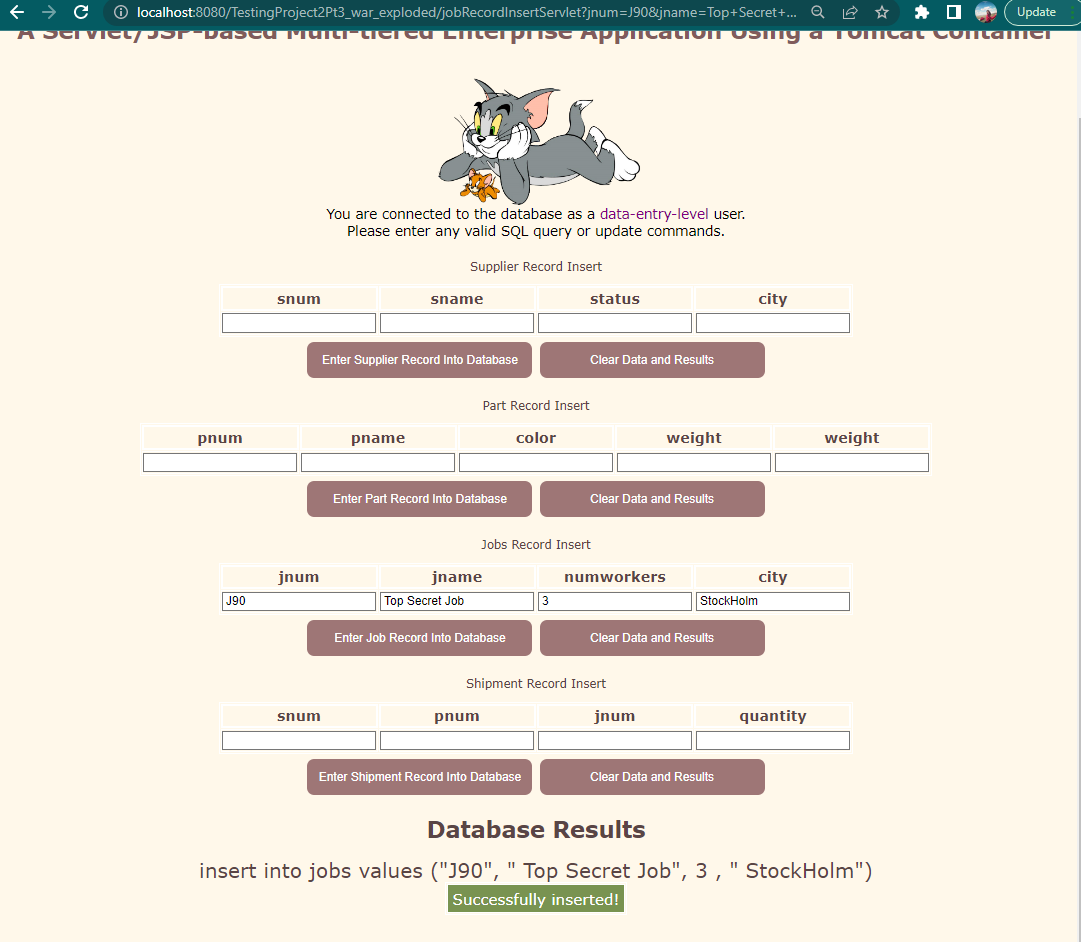 localhost:8080/TestingProject2Pt3_war_exploded/jobRecordInsertServlet?jnum=J90&jname=Top+Secret+... Update
A Servlet/JSP-based Multi-tiered Enterprise Application Using a Tomcat Container
You are connected to the database as a data-entry-level user.
Please enter any valid SQL query or update commands.
Supplier Record Insert
snum sname status city
Enter Supplier Record Into Database Clear Data and Results
Part Record Insert
pnum pname color weight weight
Enter Part Record Into Database Clear Data and Results
Jobs Record Insert
jnum jname numworkers city
J90 Top Secret Job 3 StockHolm
Enter Job Record Into Database Clear Data and Results
Shipment Record Insert
snum pnum jnum quantity
Enter Shipment Record Into Database Clear Data and Results
Database Results
insert into jobs values ("J90", " Top Secret Job", 3 , " StockHolm")
Successfully inserted!